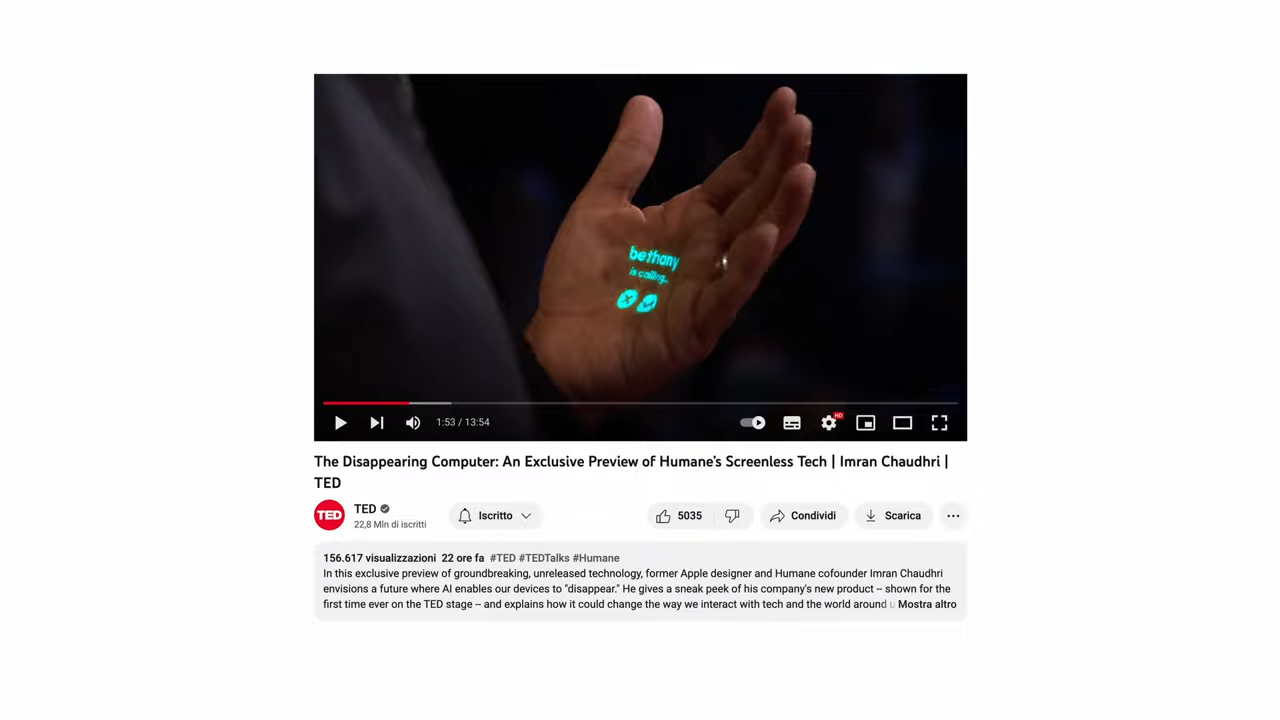 bethany
is calling...
HD
1:53 / 13:54
The Disappearing Computer: An Exclusive Preview of Humane's Screenless Tech | Imran Chaudhri |
TED
TED
TED
22,8 Mln di iscritti
Iscritto
5035
Condividi
Scarica
156.617 visualizzazioni 22 ore fa #TED #TEDTalks #Humane
In this exclusive preview of groundbreaking, unreleased technology, former Apple designer and Humane cofounder Imran Chaudhri
envisions a future where AI enables our devices to "disappear." He gives a sneak peek of his company's new product – shown for the
first time ever on the TED stage – and explains how it could change the way we interact with tech and the world around u Mostra altro